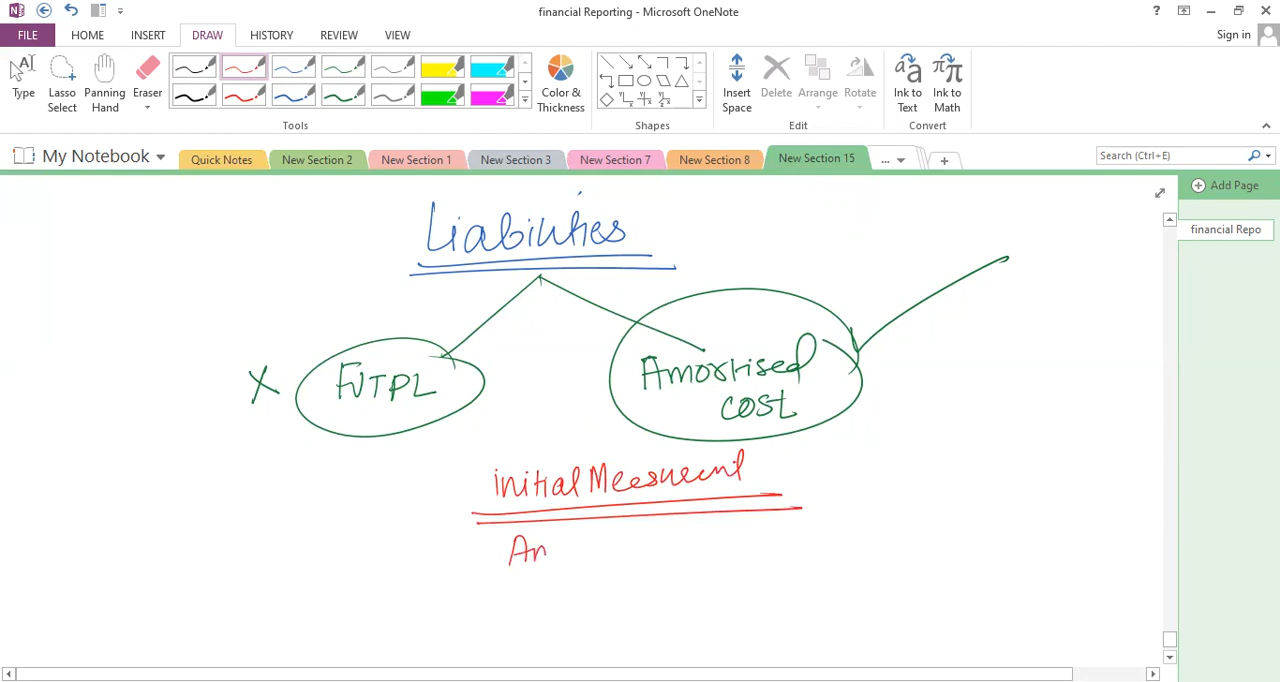 financial Reporting - Microsoft OneNote
Sign in
FILE HOME INSERT DRAW HISTORY REVIEW VIEW
Type
Lasso Select
Panning Hand
Eraser
Color & Thickness
Insert Space
Delete
Arrange
Rotate
Ink to Text
Ink to Math
Tools
Shapes
Edit
Convert
My Notebook
Quick Notes
New Section 2
New Section 1
New Section 3
New Section 7
New Section 8
New Section 15
...
Search (Ctrl+E)
Add Page
financial Repo
Liabilities
X FVTPL
Amortised
cost
initial Measurement
An